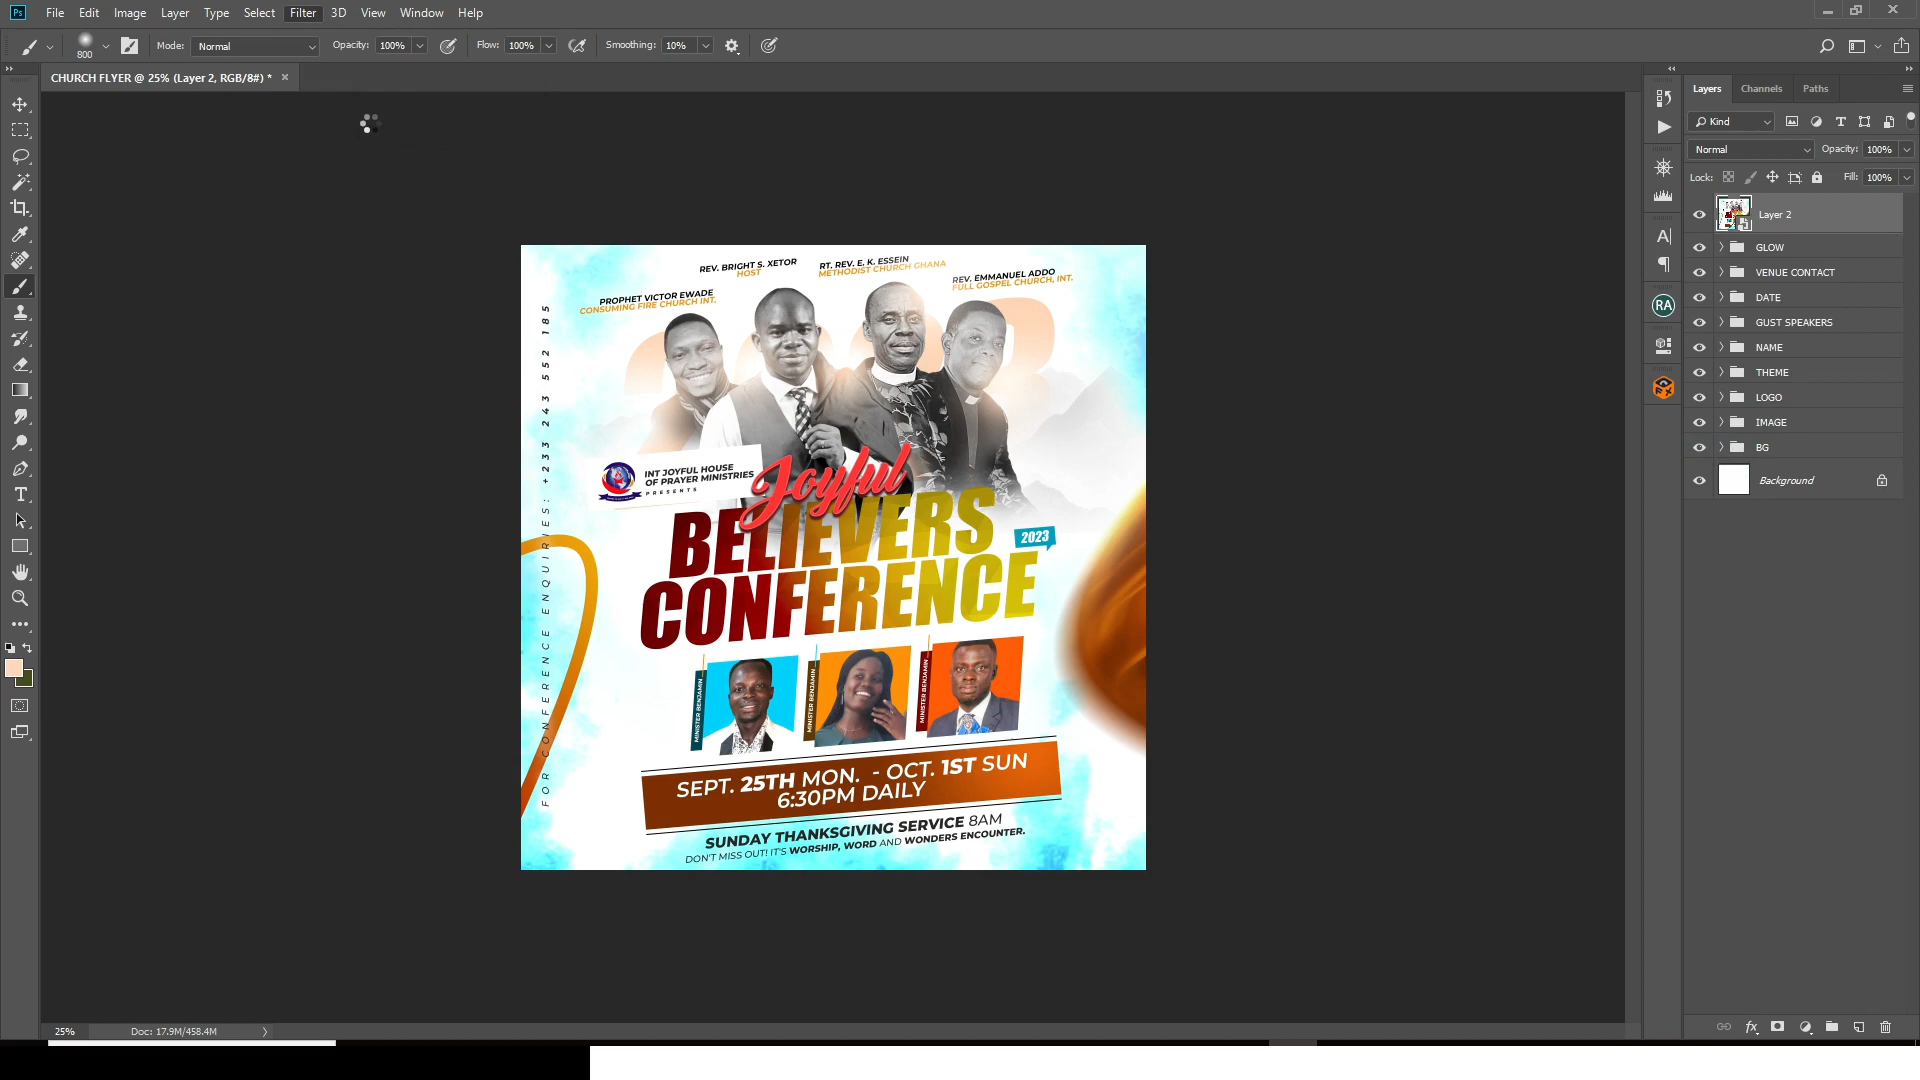 Ps File Edit Image Layer Type Select Filter 3D View Window Help
800 Mode: Normal Opacity: 100% Flow: 100% Smoothing: 10%
CHURCH FLYER @ 25% (Layer 2, RGB/8#) * ×
REV. BRIGHT S. XETOR
HOST
RT. REV. E. K. ESSEIN
METHODIST CHURCH GHANA
REV. EMMANUEL ADDO
FULL GOSPEL CHURCH, INT.
PROPHET VICTOR EWADE
CONSUMING FIRE CHURCH INT.
2023
FOR CONFERENCE ENQUIRIES: +233 243 552 185
INT JOYFUL HOUSE
OF PRAYER MINISTRIES
PRESENTS
Joyful
BELIEVERS
CONFERENCE
2023
MINISTER BENJAMIN
MINISTER BENJAMIN
MINISTER BENJAMIN
SEPT. 25TH MON. - OCT. 1ST SUN
6:30PM DAILY
SUNDAY THANKSGIVING SERVICE 8AM
DON'T MISS OUT! IT'S WORSHIP, WORD AND WONDERS ENCOUNTER.
25% Doc: 17.9M/458.4M
RA
Layers Channels Paths
Kind
Normal Opacity: 100%
Lock: Fill: 100%
Layer 2
GLOW
VENUE CONTACT
DATE
GUST SPEAKERS
NAME
THEME
LOGO
IMAGE
BG
Background
fx